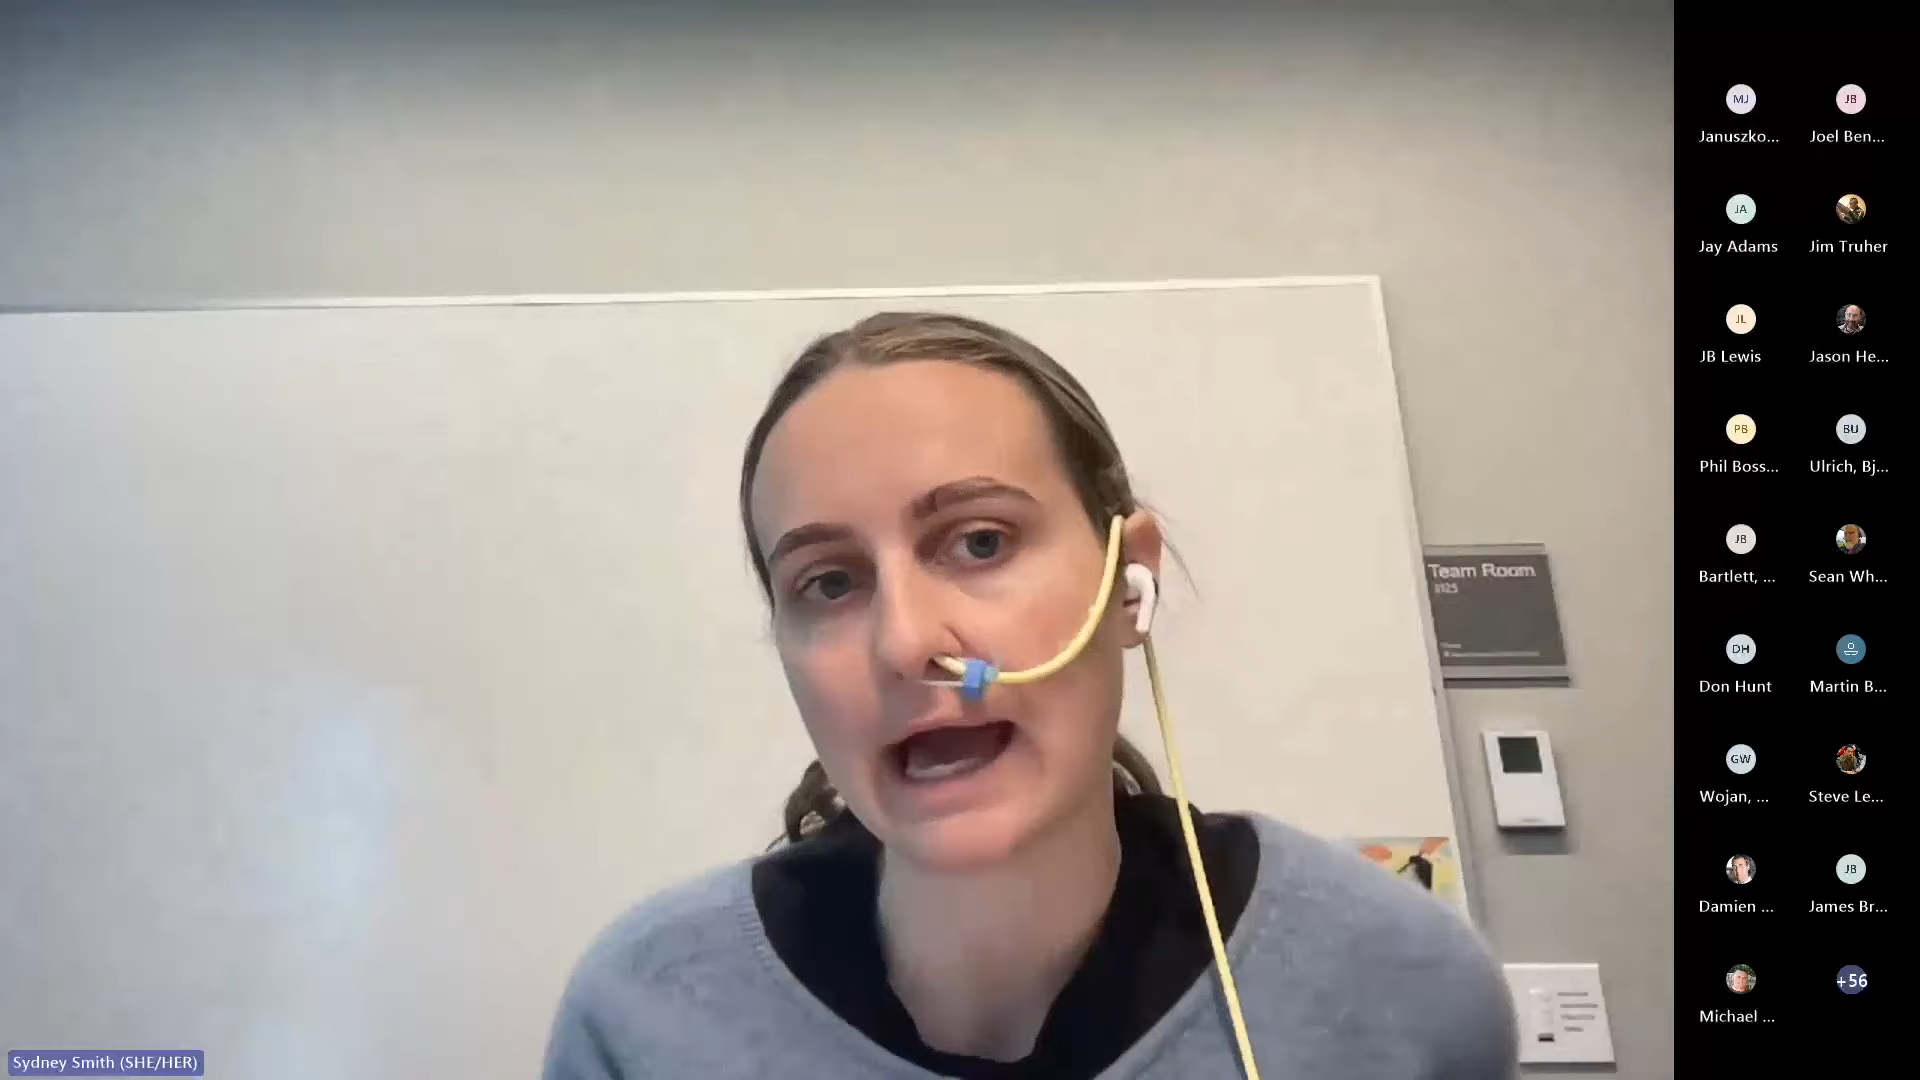 MJ JB
Januszko... Joel Ben...
JA
Jay Adams Jim Truher
JL
JB Lewis Jason He...
PB BU
Phil Boss... Ulrich, Bj...
JB
Bartlett, ... Sean Wh...
Team Room
DH
Don Hunt Martin B...
GW
Wojan, ... Steve Le...
JB
Damien ... James Br...
+56
Michael ...
Sydney Smith (SHE/HER)